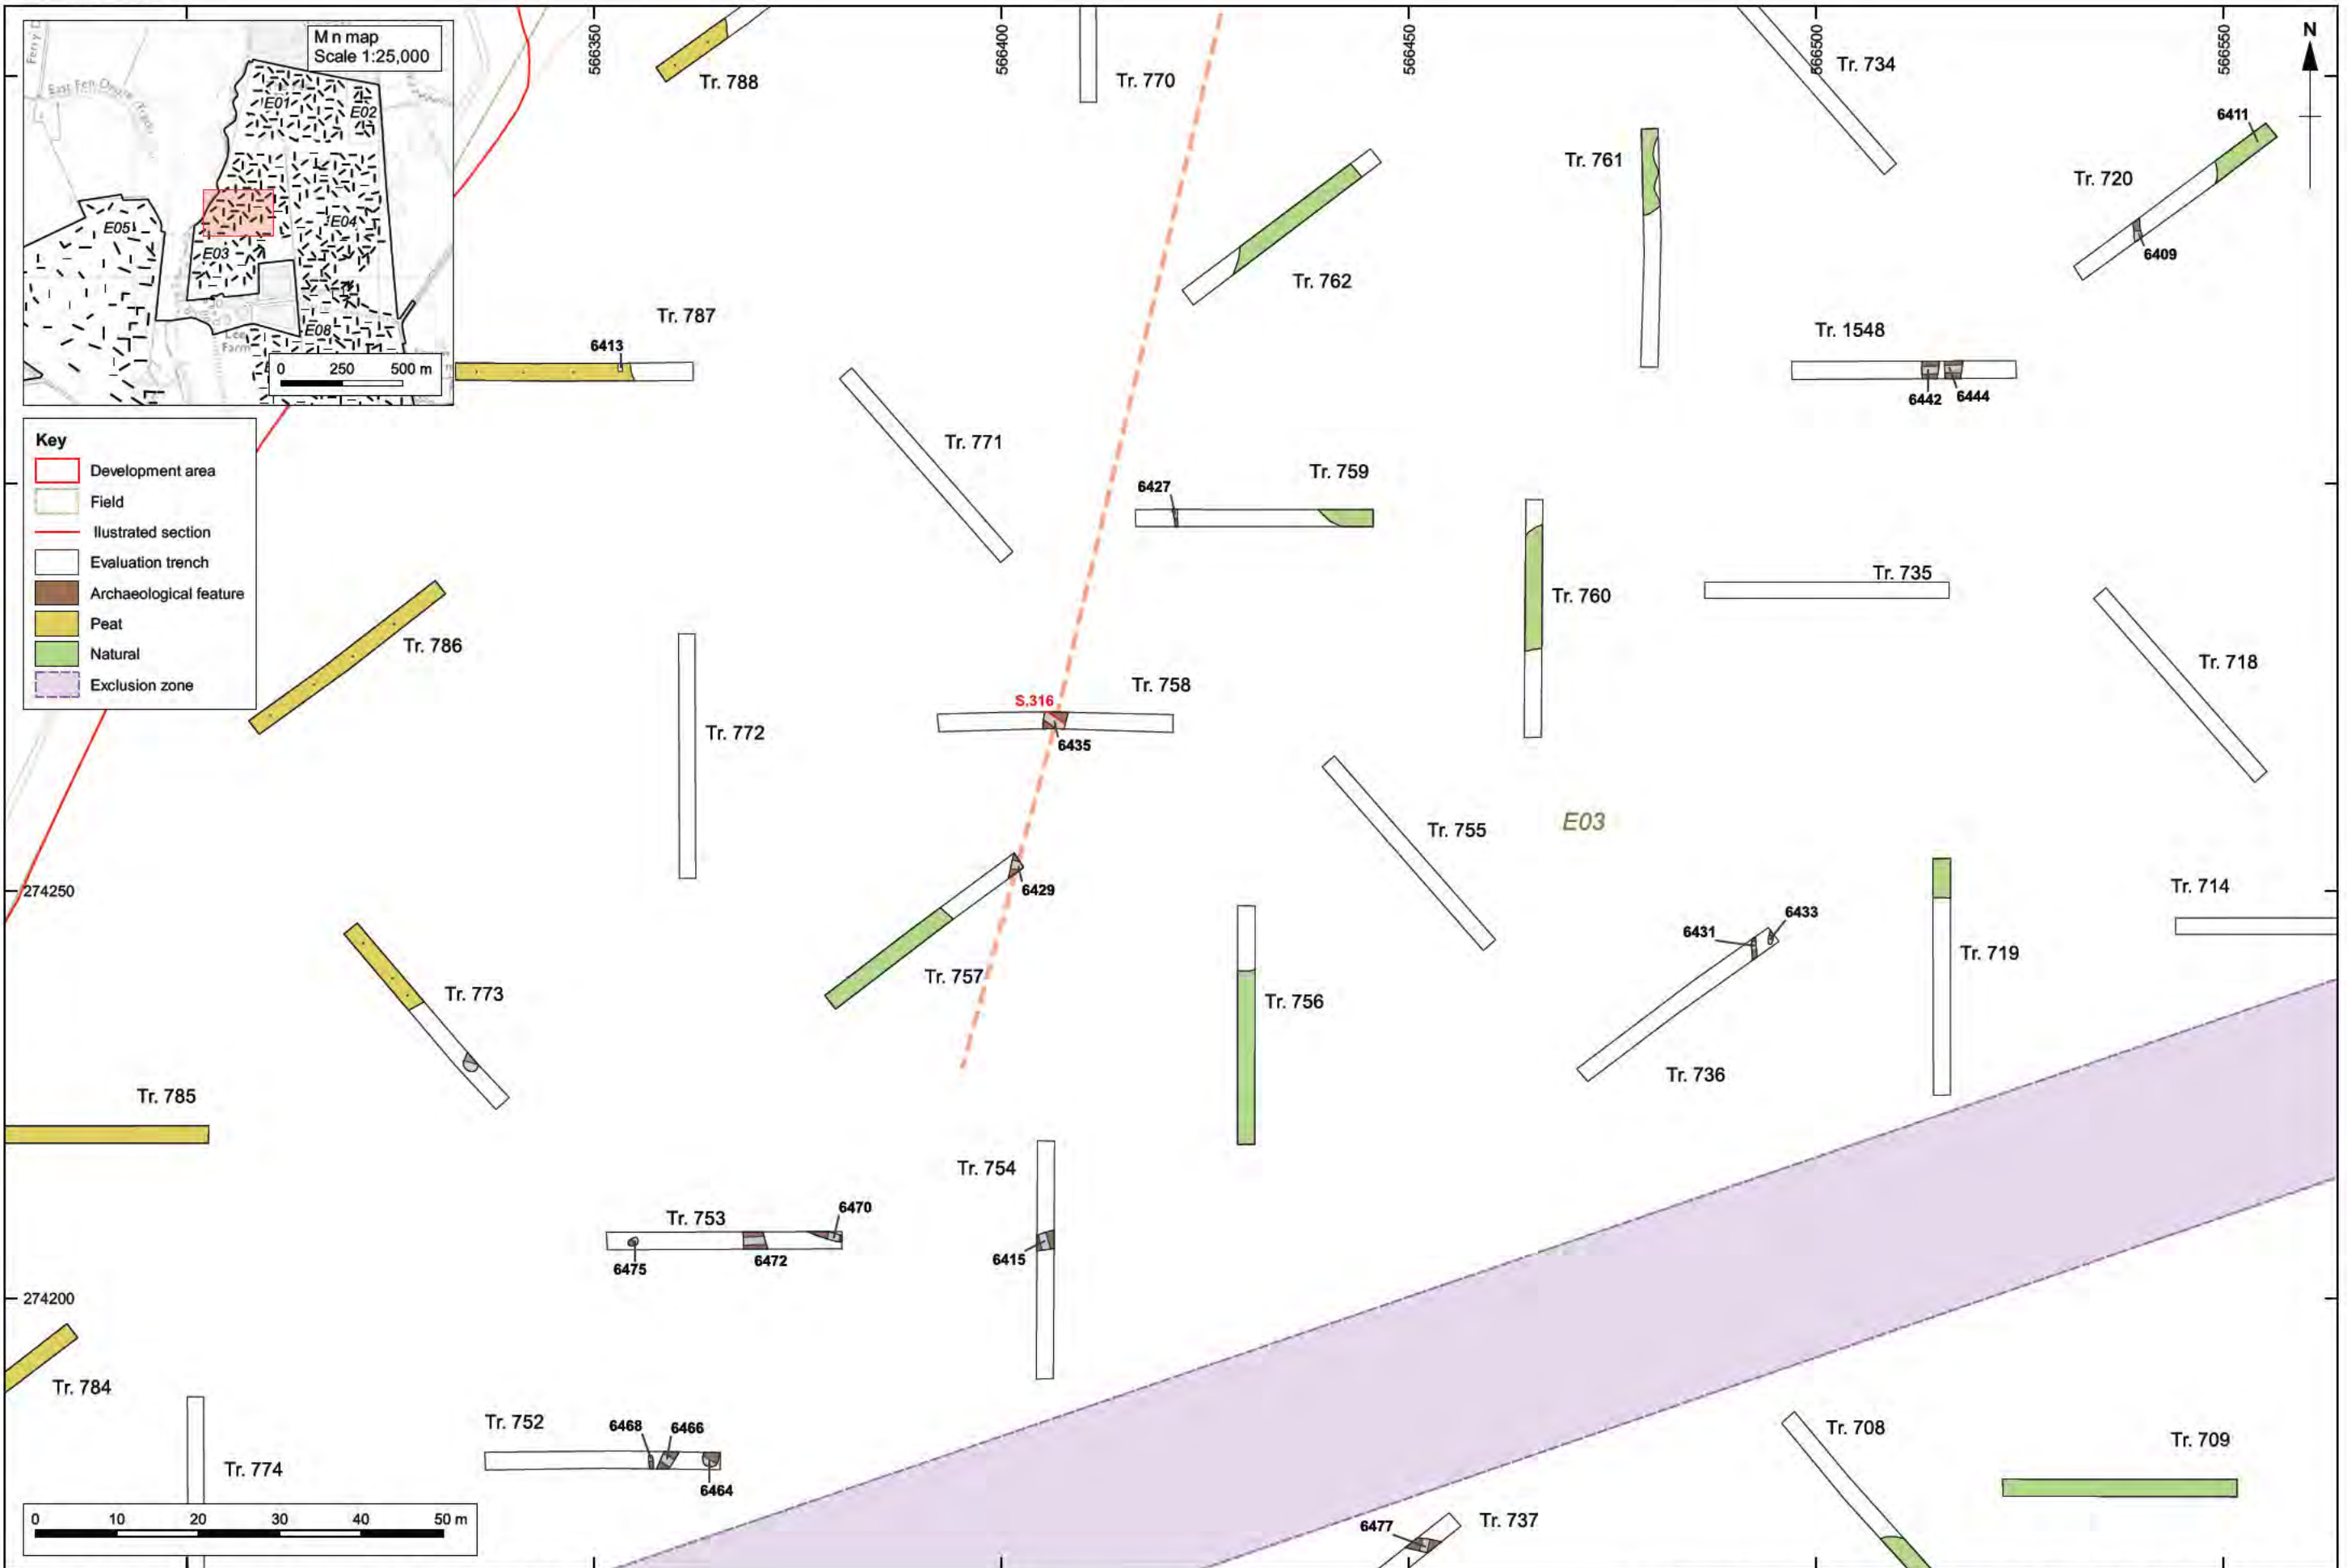 M n map
Scale 1:25,000
E01
E02
E04
E05
E03
E08
Farm
0 250 500 m
Key
Development area
Field
Ilustrated section
Evaluation trench
Archaeological feature
Peat
Natural
Exclusion zone
566350
566400
566450
566500
566550
N
Tr. 788
Tr. 770
Tr. 734
Tr. 761
6411
Tr. 720
6409
Tr. 762
Tr. 787
6413
Tr. 1548
6442
6444
Tr. 771
Tr. 759
6427
Tr. 760
Tr. 735
Tr. 786
Tr. 718
Tr. 772
S.316
Tr. 758
6435
Tr. 755
E03
274250
6429
Tr. 714
6433
6431
Tr. 719
Tr. 757
Tr. 773
Tr. 756
Tr. 736
Tr. 785
Tr. 754
6470
Tr. 753
6475
6472
6415
274200
Tr. 784
Tr. 752
6468
6466
6464
Tr. 774
Tr. 708
Tr. 709
6477
Tr. 737
0 10 20 30 40 50 m